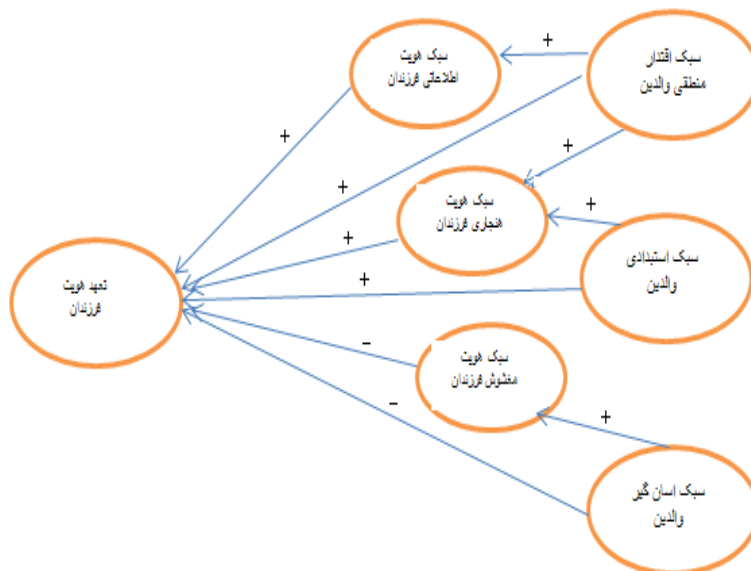 سبک اقتدار
منطقی والدین
+
سبک هویت
اطلاعاتی فرزندان
+
+
+
سبک هویت
هنجاری فرزندان
+
سبک استبدادی
والدین
+
+
تعهد هویت
فرزندان
سبک هویت
مغشوش فرزندان
–
+
–
سبک اسان گیر
والدین